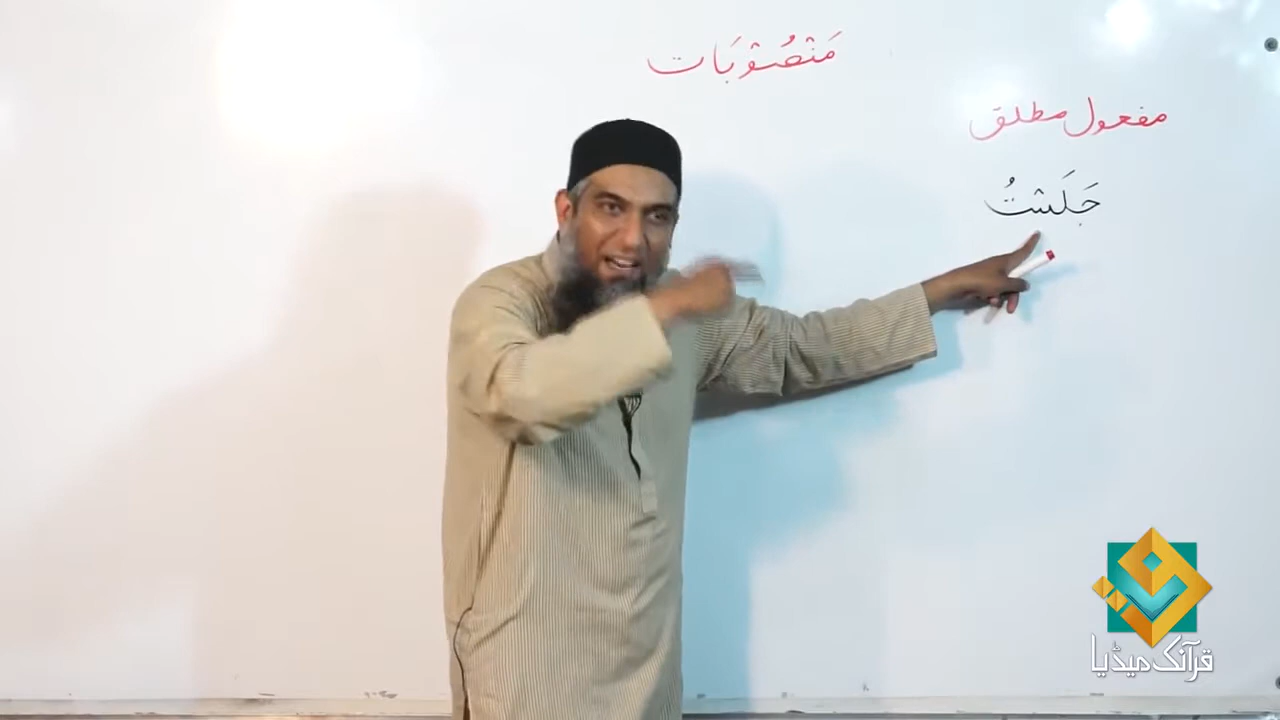 مَنْصُوْبَات
مفعول مطلق
جَلَسْتُ
قرآنک میڈیا